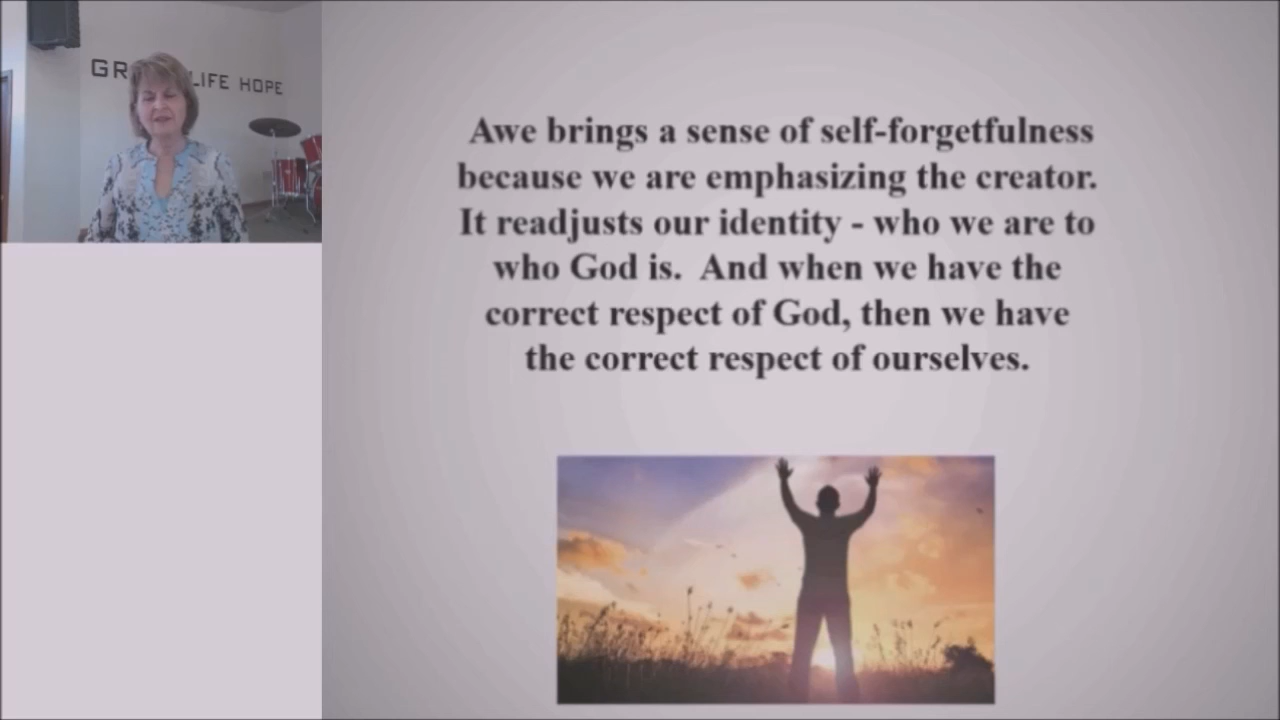 GR LIFE HOPE
Awe brings a sense of self-forgetfulness
because we are emphasizing the creator.
It readjusts our identity - who we are to
who God is. And when we have the
correct respect of God, then we have
the correct respect of ourselves.